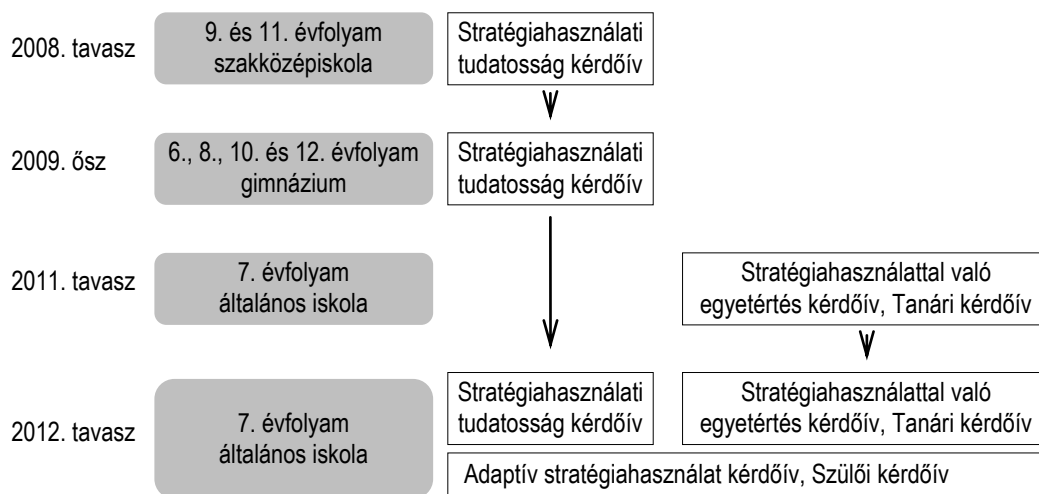 2008. tavasz
9. és 11. évfolyam
szakközépiskola
Stratégiahasználati
tudatosság kérdőív
2009. ősz
6., 8., 10. és 12. évfolyam
gimnázium
Stratégiahasználati
tudatosság kérdőív
2011. tavasz
7. évfolyam
általános iskola
Stratégiahasználattal való
egyetértés kérdőív, Tanári kérdőív
2012. tavasz
7. évfolyam
általános iskola
Stratégiahasználati
tudatosság kérdőív
Stratégiahasználattal való
egyetértés kérdőív, Tanári kérdőív
Adaptív stratégiahasználat kérdőív, Szülői kérdőív